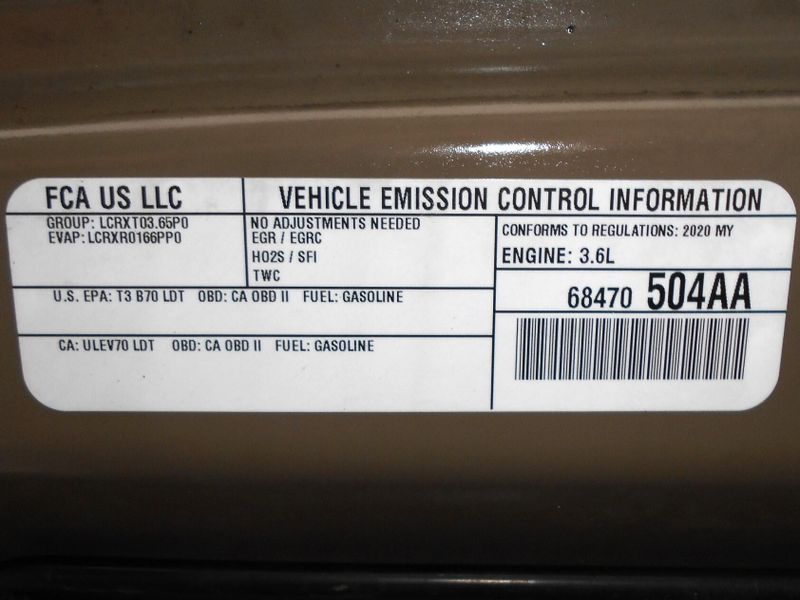 FCA US LLC
VEHICLE EMISSION CONTROL INFORMATION
GROUP: LCRXT03.65P0
EVAP: LCRXR0166PP0
NO ADJUSTMENTS NEEDED
EGR / EGRC
HO2S / SFI
TWC
CONFORMS TO REGULATIONS: 2020 MY
ENGINE: 3.6L
U.S. EPA: T3 B70 LDT OBD: CA OBD II FUEL: GASOLINE
68470 504AA
CA: ULEV70 LDT OBD: CA OBD II FUEL: GASOLINE